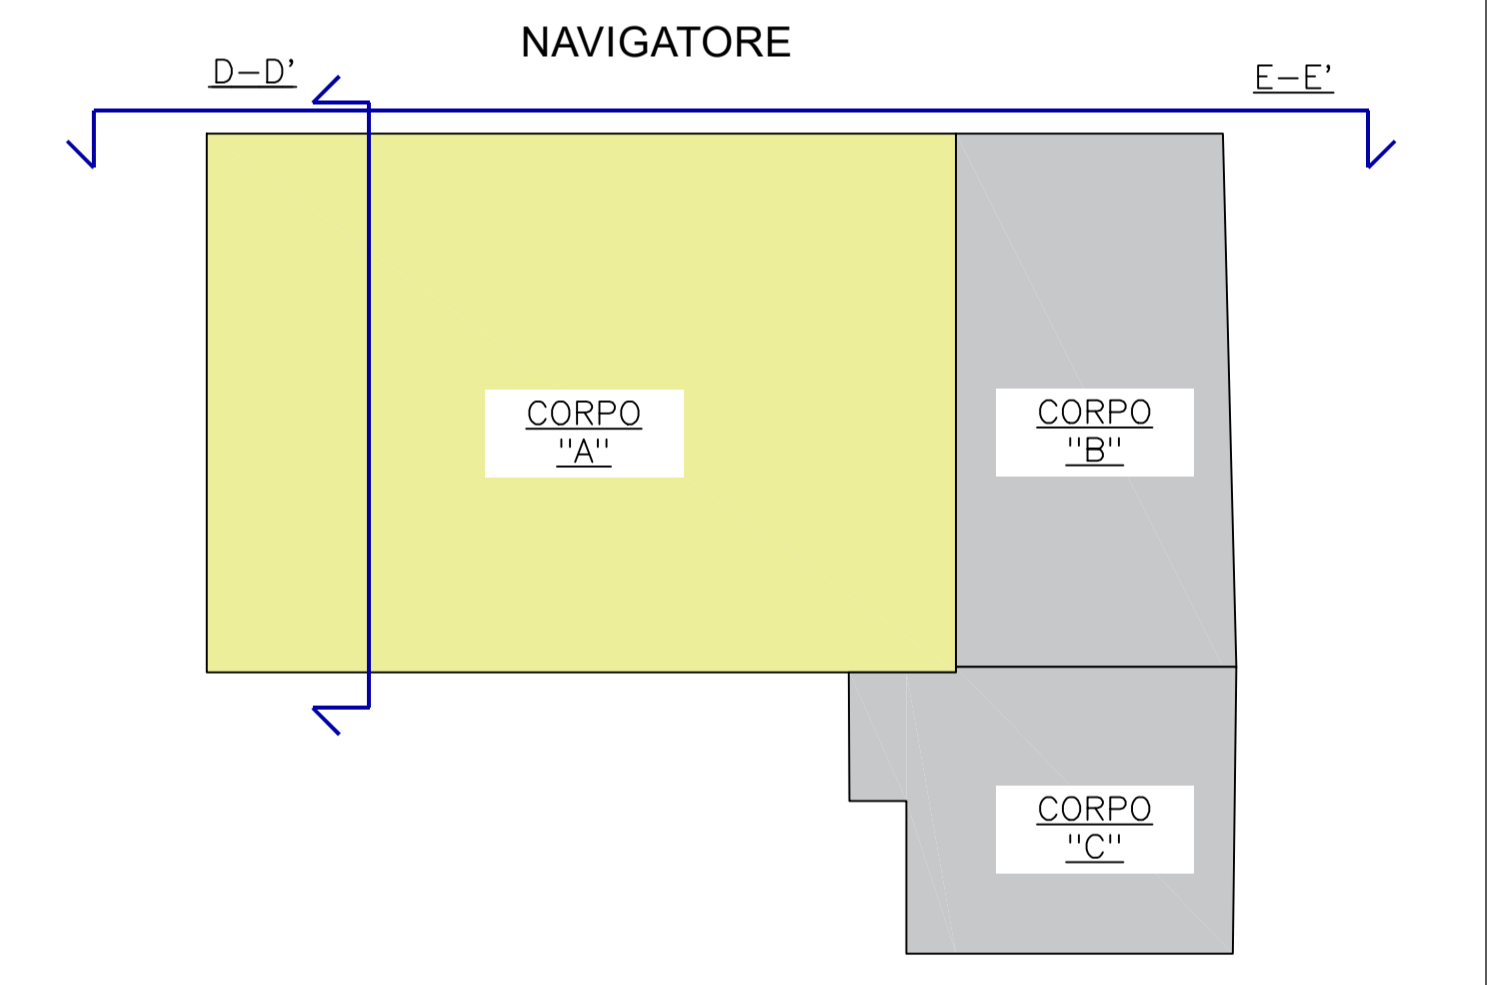 NAVIGATORE
D-D'
E-E'
CORPO
"A"
CORPO
"B"
CORPO
"C"